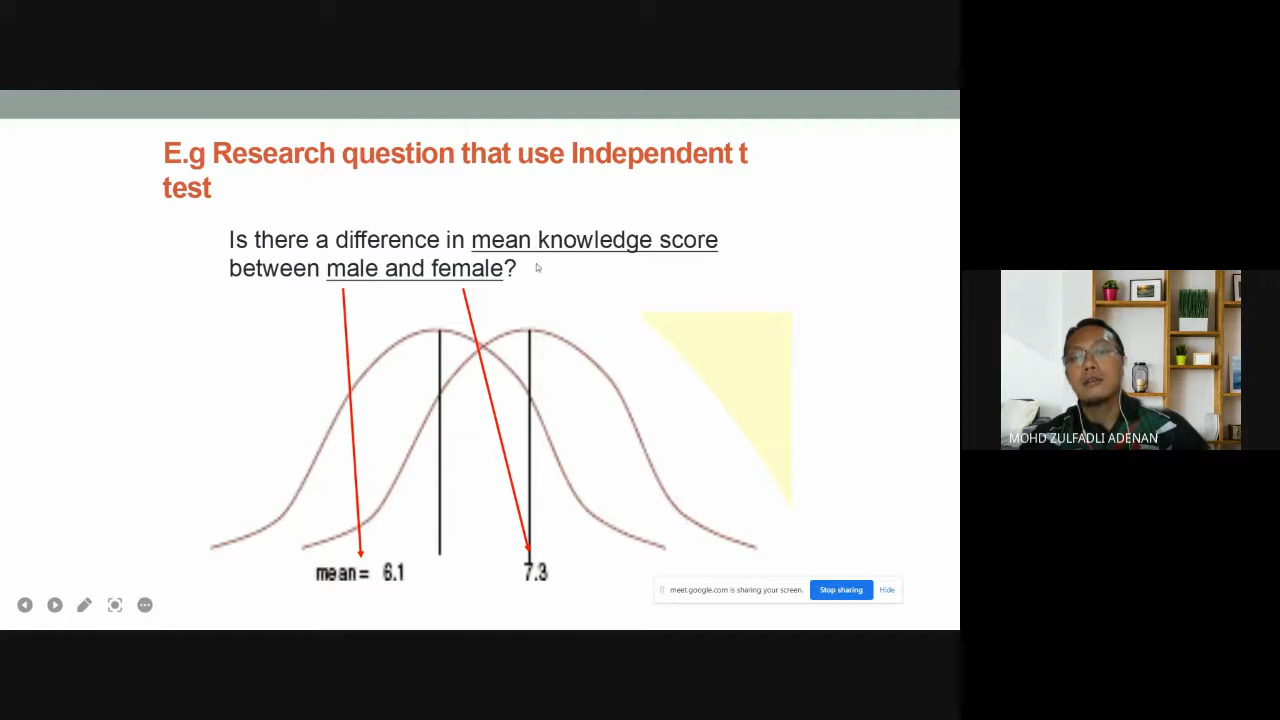 E.g Research question that use Independent t
test
Is there a difference in mean knowledge score
between male and female?
mean= 6.1
7.3
meet.google.com is sharing your screen.
Stop sharing
Hide
MOHD ZULFADLI ADENAN